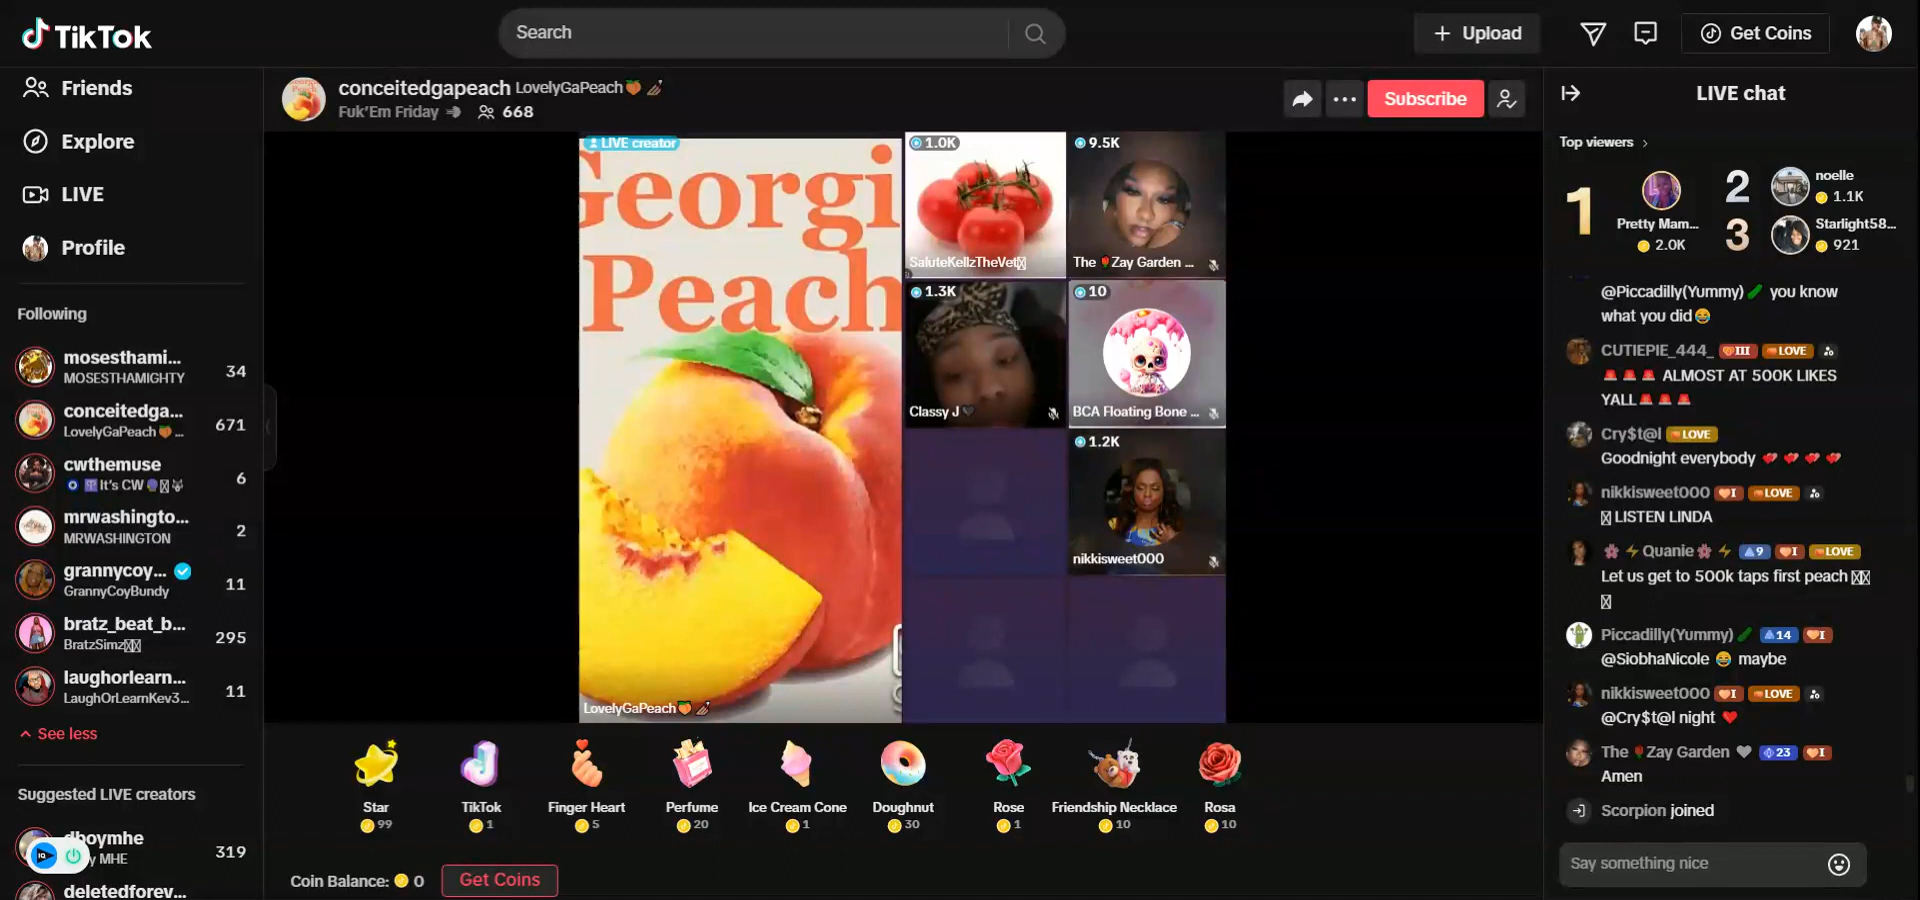 TikTok
Search
Upload
Get Coins
Friends
Explore
LIVE
Profile
Following
mosesthami...
MOSESTHAMIGHTY
34
conceitedga...
LovelyGaPeach🍑 ...
671
cwthemuse
It's CW
6
mrwashingto...
MRWASHINGTON
2
grannycoy...
GrannyCoyBundy
11
bratz_beat_b...
BratzSimz
295
laughorlearn...
LaughOrLearnKev3...
11
See less
Suggested LIVE creators
dboymhe
y MHE
319
deletedforev...
conceitedgapeach LovelyGaPeach🍑
Fuk'Em Friday
668
Subscribe
LIVE creator
Georgi
Peach
LovelyGaPeach🍑
1.0K
SaluteKellzTheVet
9.5K
The 🌹Zay Garden ...
1.3K
Classy J
10
BCA Floating Bone ...
1.2K
nikkisweet000
Star
99
TikTok
1
Finger Heart
5
Perfume
20
Ice Cream Cone
1
Doughnut
30
Rose
1
Friendship Necklace
10
Rosa
10
Coin Balance: 0
Get Coins
LIVE chat
Top viewers
1
Pretty Mam...
2.0K
2
noelle
1.1K
3
Starlight58...
921
@Piccadilly(Yummy)🥒 you know
what you did😂
CUTIEPIE_444_ III LOVE
🚨🚨🚨 ALMOST AT 500K LIKES
YALL🚨🚨🚨
Cry$t@l LOVE
Goodnight everybody 💕💕💕💕
nikkisweet000 I LOVE
LISTEN LINDA
🌸⚡Quanie🌸⚡ 9 I LOVE
Let us get to 500k taps first peach
Piccadilly(Yummy)🥒 14 I
@SiobhaNicole 😂 maybe
nikkisweet000 I LOVE
@Cry$t@l night ❤️
The 🌹Zay Garden 🖤 23 I
Amen
Scorpion joined
Say something nice